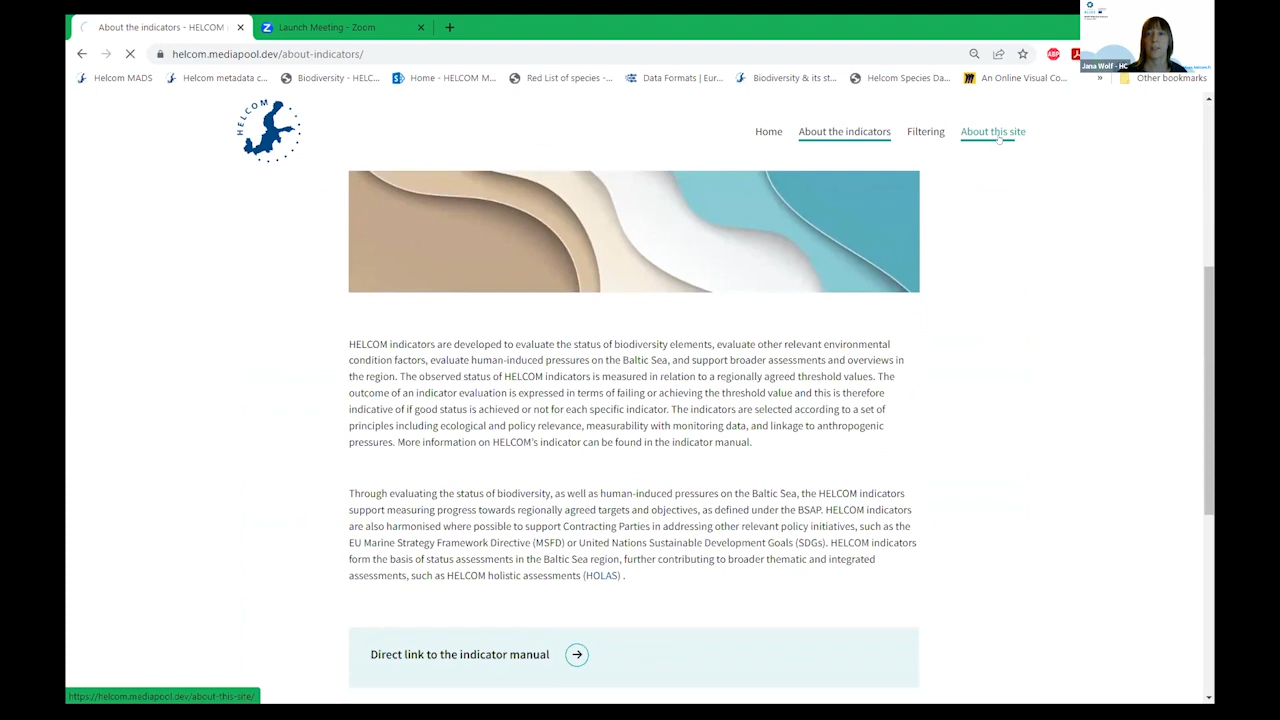 About the indicators - HELCOM
Launch Meeting - Zoom
helcom.mediapool.dev/about-indicators/
ABP
Jana Wolf - HC
Helcom MADS
Helcom metadata c...
Biodiversity - HELC...
Home - HELCOM M...
Red List of species -...
Data Formats | Eur...
Biodiversity & its st...
Helcom Species Da...
An Online Visual Co...
»
Other bookmarks
HELCOM
Home
About the indicators
Filtering
About this site
HELCOM indicators are developed to evaluate the status of biodiversity elements, evaluate other relevant environmental
condition factors, evaluate human-induced pressures on the Baltic Sea, and support broader assessments and overviews in
the region. The observed status of HELCOM indicators is measured in relation to a regionally agreed threshold values. The
outcome of an indicator evaluation is expressed in terms of failing or achieving the threshold value and this is therefore
indicative of if good status is achieved or not for each specific indicator. The indicators are selected according to a set of
principles including ecological and policy relevance, measurability with monitoring data, and linkage to anthropogenic
pressures. More information on HELCOM's indicator can be found in the indicator manual.
Through evaluating the status of biodiversity, as well as human-induced pressures on the Baltic Sea, the HELCOM indicators
support measuring progress towards regionally agreed targets and objectives, as defined under the BSAP. HELCOM indicators
are also harmonised where possible to support Contracting Parties in addressing other relevant policy initiatives, such as the
EU Marine Strategy Framework Directive (MSFD) or United Nations Sustainable Development Goals (SDGs). HELCOM indicators
form the basis of status assessments in the Baltic Sea region, further contributing to broader thematic and integrated
assessments, such as HELCOM holistic assessments (HOLAS) .
Direct link to the indicator manual
https://helcom.mediapool.dev/about-this-site/